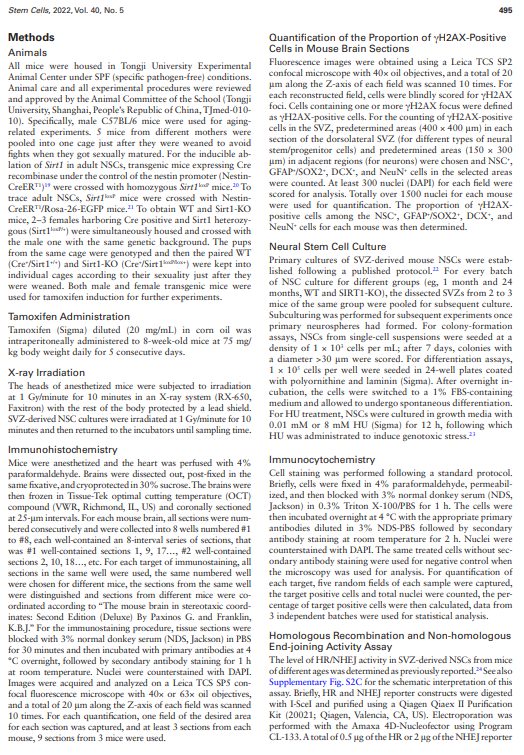 Stem Cells, 2022, Vol. 40, No. 5
495
Methods
Animals
All mice were housed in Tongji University Experimental
Animal Center under SPF (specific pathogen-free) conditions.
Animal care and all experimental procedures were reviewed
and approved by the Animal Committee of the School (Tongji
University, Shanghai, People's Republic of China, TJmed-010-
10). Specifically, male C57BL/6 mice were used for aging-
related experiments. 5 mice from different mothers were
pooled into one cage just after they were weaned to avoid
fights when they got sexually matured. For the inducible ab-
lation of Sirt1 in adult NSCs, transgenic mice expressing Cre
recombinase under the control of the nestin promoter (Nestin-
CreERT2)19 were crossed with homozygous Sirt1loxP mice.20 To
trace adult NSCs, Sirt1loxP mice were crossed with Nestin-
CreERT2/Rosa-26-EGFP mice.21 To obtain WT and Sirt1-KO
mice, 2–3 females harboring Cre positive and Sirt1 heterozy-
gous (Sirt1loxP/+) were simultaneously housed and crossed with
the male one with the same genetic background. The pups
from the same cage were genotyped and then the paired WT
(Cre+/Sirt1+/+) and Sirt1-KO (Cre+/Sirt1loxP/loxP) were kept into
individual cages according to their sexuality just after they
were weaned. Both male and female transgenic mice were
used for tamoxifen induction for further experiments.
Tamoxifen Administration
Tamoxifen (Sigma) diluted (20 mg/mL) in corn oil was
intraperitoneally administered to 8-week-old mice at 75 mg/
kg body weight daily for 5 consecutive days.
X-ray Irradiation
The heads of anesthetized mice were subjected to irradiation
at 1 Gy/minute for 10 minutes in an X-ray system (RX-650,
Faxitron) with the rest of the body protected by a lead shield.
SVZ-derived NSC cultures were irradiated at 1 Gy/minute for 10
minutes and then returned to the incubators until sampling time.
Immunohistochemistry
Mice were anesthetized and the heart was perfused with 4%
paraformaldehyde. Brains were dissected out, post-fixed in the
same fixative, and cryoprotected in 30% sucrose. The brains were
then frozen in Tissue-Tek optimal cutting temperature (OCT)
compound (VWR, Richmond, IL, US) and coronally sectioned
at 25-μm intervals. For each mouse brain, all sections were num-
bered consecutively and were collected into 8 wells numbered #1
to #8, each well-contained an 8-interval series of sections, that
was #1 well-contained sections 1, 9, 17…, #2 well-contained
sections 2, 10, 18…, etc. For each target of immunostaining, all
sections in the same well were used, the same numbered well
were chosen for different mice, the sections from the same well
were distinguished and sections from different mice were co-
ordinated according to “The mouse brain in stereotaxic coord-
inates: Second Edition (Deluxe) By Paxinos G. and Franklin,
K.B.J.” For the immunostaining procedure, tissue sections were
blocked with 3% normal donkey serum (NDS, Jackson) in PBS
for 30 minutes and then incubated with primary antibodies at 4
°C overnight, followed by secondary antibody staining for 1 h
at room temperature. Nuclei were counterstained with DAPI.
Images were acquired and analyzed on a Leica TCS SP5 con-
focal fluorescence microscope with 40× or 63× oil objectives,
and a total of 20 μm along the Z-axis of each field was scanned
10 times. For each quantification, one field of the desired area
for each section was captured, and at least 3 sections from each
mouse, 9 sections from 3 mice were used.
Quantification of the Proportion of γH2AX-Positive
Cells in Mouse Brain Sections
Fluorescence images were obtained using a Leica TCS SP2
confocal microscope with 40× oil objectives, and a total of 20
μm along the Z-axis of each field was scanned 10 times. For
each reconstructed field, cells were blindly scored for γH2AX
foci. Cells containing one or more γH2AX focus were defined
as γH2AX-positive cells. For the counting of γH2AX-positive
cells in the SVZ, predetermined areas (400 × 400 μm) in each
section of the dorsolateral SVZ (for different types of neural
stem/progenitor cells) and predetermined areas (150 × 300
μm) in adjacent regions (for neurons) were chosen and NSC+,
GFAP+/SOX2+, DCX+, and NeuN+ cells in the selected areas
were counted. At least 300 nuclei (DAPI) for each field were
scored for analysis. Totally over 1500 nuclei for each mouse
were used for quantification. The proportion of γH2AX-
positive cells among the NSC+, GFAP+/SOX2+, DCX+, and
NeuN+ cells for each mouse was then determined.
Neural Stem Cell Culture
Primary cultures of SVZ-derived mouse NSCs were estab-
lished following a published protocol.22 For every batch
of NSC culture for different groups (eg, 1 month and 24
months, WT and SIRT1-KO), the dissected SVZs from 2 to 3
mice of the same group were pooled for subsequent culture.
Subculturing was performed for subsequent experiments once
primary neurospheres had formed. For colony-formation
assays, NSCs from single-cell suspensions were seeded at a
density of 1 × 103 cells per mL; after 7 days, colonies with
a diameter >30 μm were scored. For differentiation assays,
1 × 105 cells per well were seeded in 24-well plates coated
with polyornithine and laminin (Sigma). After overnight in-
cubation, the cells were switched to a 1% FBS-containing
medium and allowed to undergo spontaneous differentiation.
For HU treatment, NSCs were cultured in growth media with
0.01 mM or 8 mM HU (Sigma) for 12 h, following which
HU was administrated to induce genotoxic stress.23
Immunocytochemistry
Cell staining was performed following a standard protocol.
Briefly, cells were fixed in 4% paraformaldehyde, permeabil-
ized, and then blocked with 3% normal donkey serum (NDS,
Jackson) in 0.3% Triton X-100/PBS for 1 h. The cells were
then incubated overnight at 4 °C with the appropriate primary
antibodies diluted in 3% NDS-PBS followed by secondary
antibody staining at room temperature for 2 h. Nuclei were
counterstained with DAPI. The same treated cells without sec-
ondary antibody staining were used for negative control when
the microscopy was used for analysis. For quantification of
each target, five random fields of each sample were captured,
the target positive cells and total nuclei were counted, the per-
centage of target positive cells were then calculated, data from
3 independent batches were used for statistical analysis.
Homologous Recombination and Non-homologous
End-joining Activity Assay
The level of HR/NHEJ activity in SVZ-derived NSCs from mice
of different ages was determined as previously reported.24 See also
Supplementary Fig. S2C for the schematic interpretation of this
assay. Briefly, HR and NHEJ reporter constructs were digested
with I-SceI and purified using a Qiagen Qiaex II Purification
Kit (20021; Qiagen, Valencia, CA, US). Electroporation was
performed with the Amaxa 4D-Nucleofector using Program
CL-133. A total of 0.5 μg of the HR or 2 μg of the NHEJ reporter